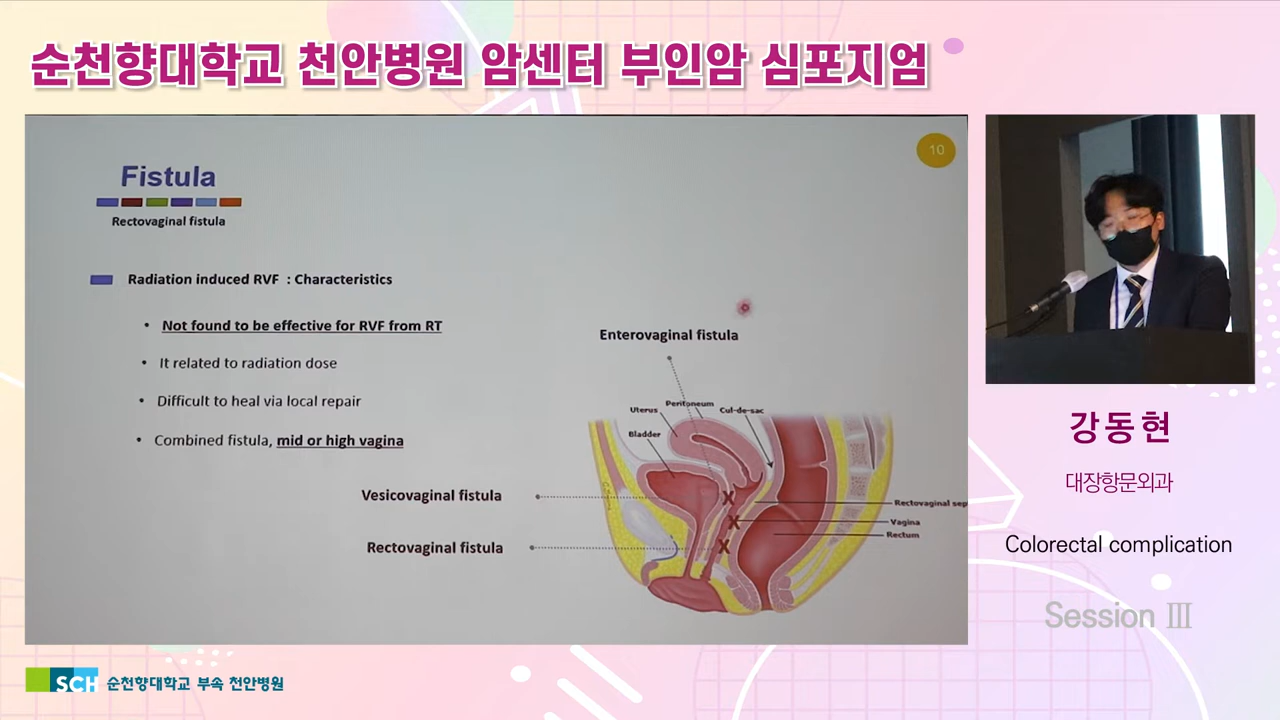 순천향대학교 천안병원 암센터 부인암 심포지엄
10
Fistula
Rectovaginal fistula
Radiation induced RVF : Characteristics
• Not found to be effective for RVF from RT
• It related to radiation dose
• Difficult to heal via local repair
• Combined fistula, mid or high vagina
Enterovaginal fistula
Peritoneum
Uterus
Cul-de-sac
Bladder
Vesicovaginal fistula
Rectovaginal sep
Vagina
Rectum
Rectovaginal fistula
X
X
X
강동현
대장항문외과
Colorectal complication
Session Ⅲ
SCH 순천향대학교 부속 천안병원